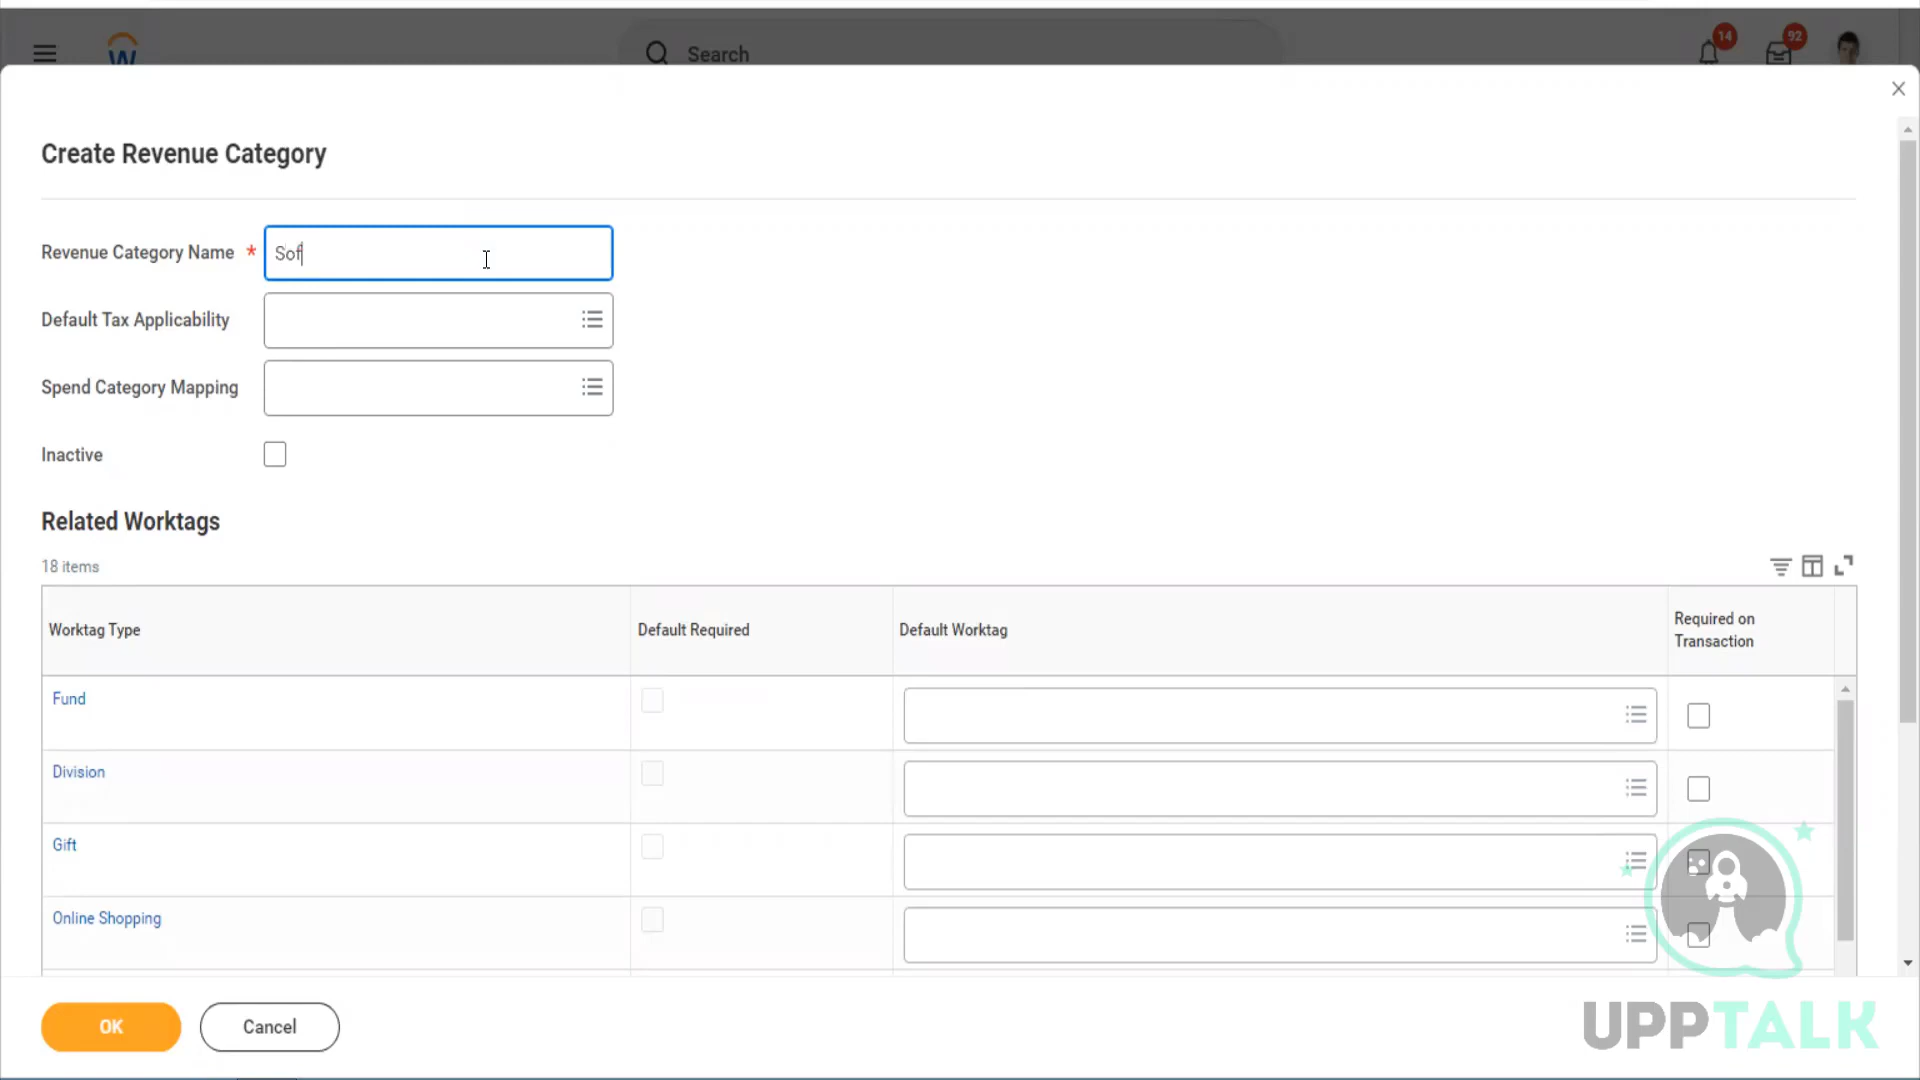 W
Search
14
92
Create Revenue Category
Revenue Category Name *
Sof
Default Tax Applicability
Spend Category Mapping
Inactive
Related Worktags
18 items
Worktag Type
Default Required
Default Worktag
Required on
Transaction
Fund
Division
Gift
Online Shopping
OK
Cancel
UPPTALK